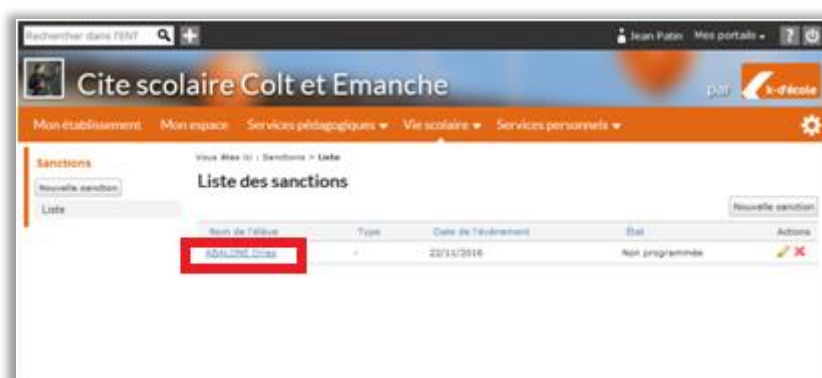 Rechercher dans l'ENT
Jean Patin Mes portails ?
Cite scolaire Colt et Emanche
par k-d'école
Mon établissement Mon espace Services pédagogiques Vie scolaire Services personnels
Sanctions
Nouvelle sanction
Liste
Vous êtes ici : Sanctions > Liste
Liste des sanctions
Nouvelle sanction
Nom de l'élève Type Date de l'événement État Actions
ABALONE - 22/11/2016 Non programmée